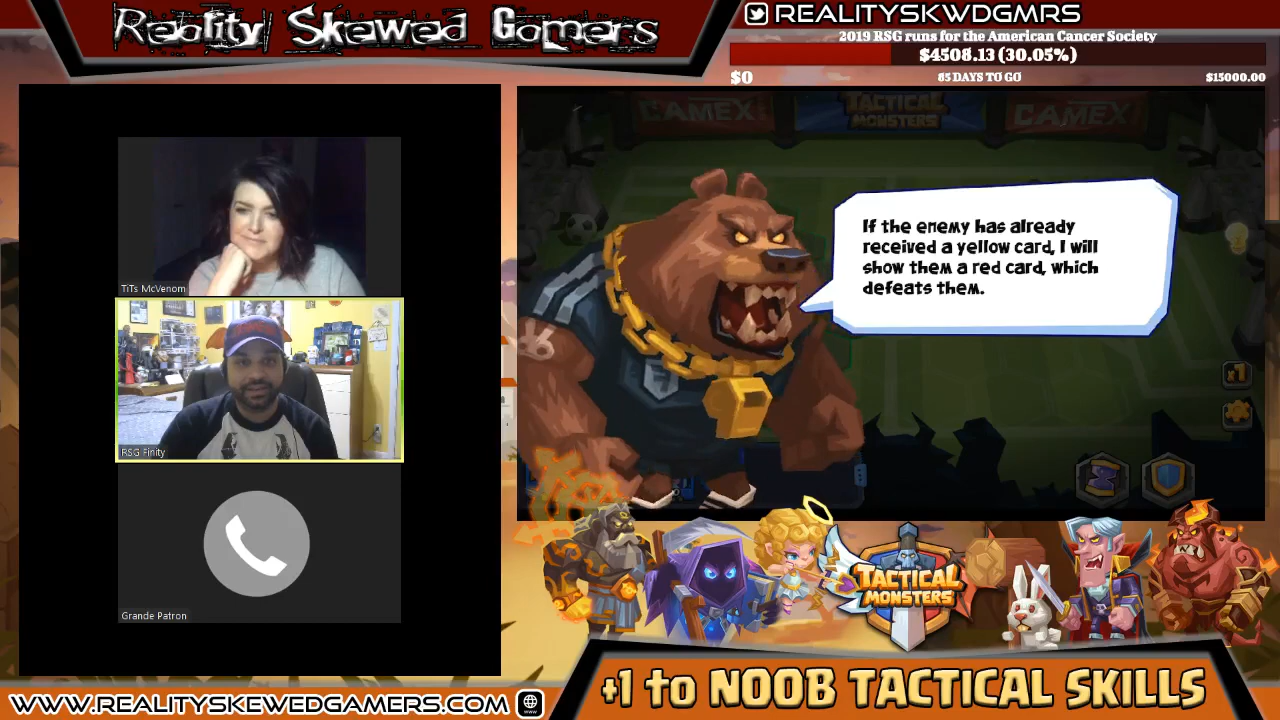 Reality Skewed Gamers
REALITYSKWDGMRS
2019 RSG runs for the American Cancer Society
$4508.13 (30.05%)
$0
85 DAYS TO GO
$15000.00
CAMEX
TACTICAL
MONSTERS
CAMEX
TiTs McVenom
RSG Finity
Grande Patron
If the enemy has already
received a yellow card, I will
show them a red card, which
defeats them.
x1
TACTICAL
MONSTERS
WWW.REALITYSKEWEDGAMERS.COM
WWW
+1 to NOOB TACTICAL SKILLS